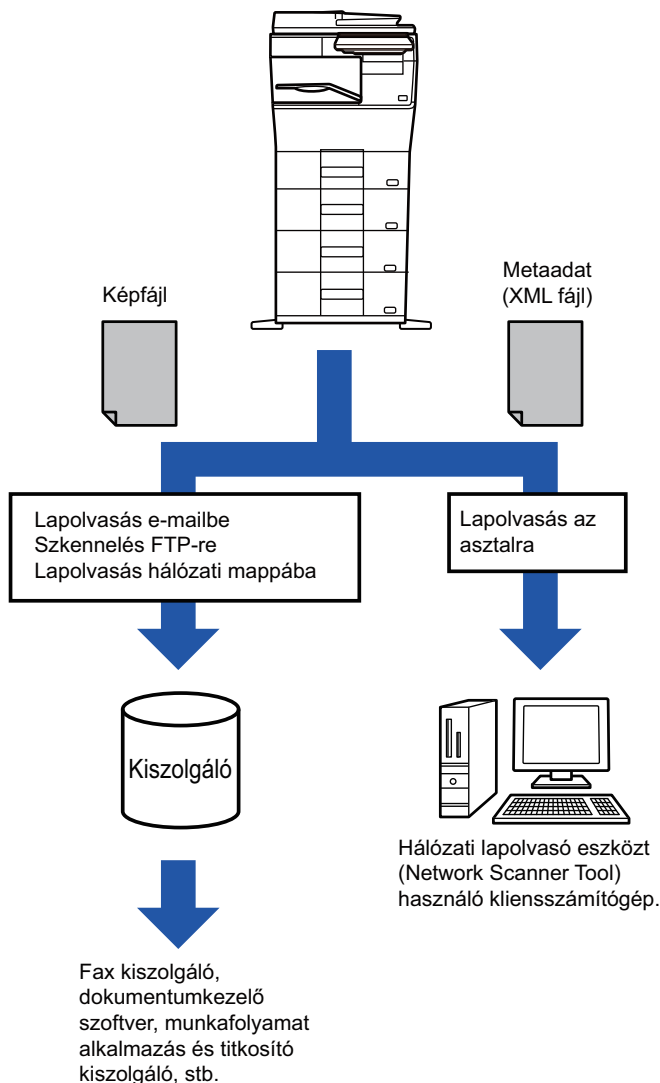 Képfájl
Metaadat
(XML fájl)
Lapolvasás e-mailbe
Szkennelés FTP-re
Lapolvasás hálózati mappába
Lapolvasás az
asztalra
Kiszolgáló
Hálózati lapolvasó eszközt
(Network Scanner Tool)
használó kliensszámítógép.
Fax kiszolgáló,
dokumentumkezelő
szoftver, munkafolyamat
alkalmazás és titkosító
kiszolgáló, stb.